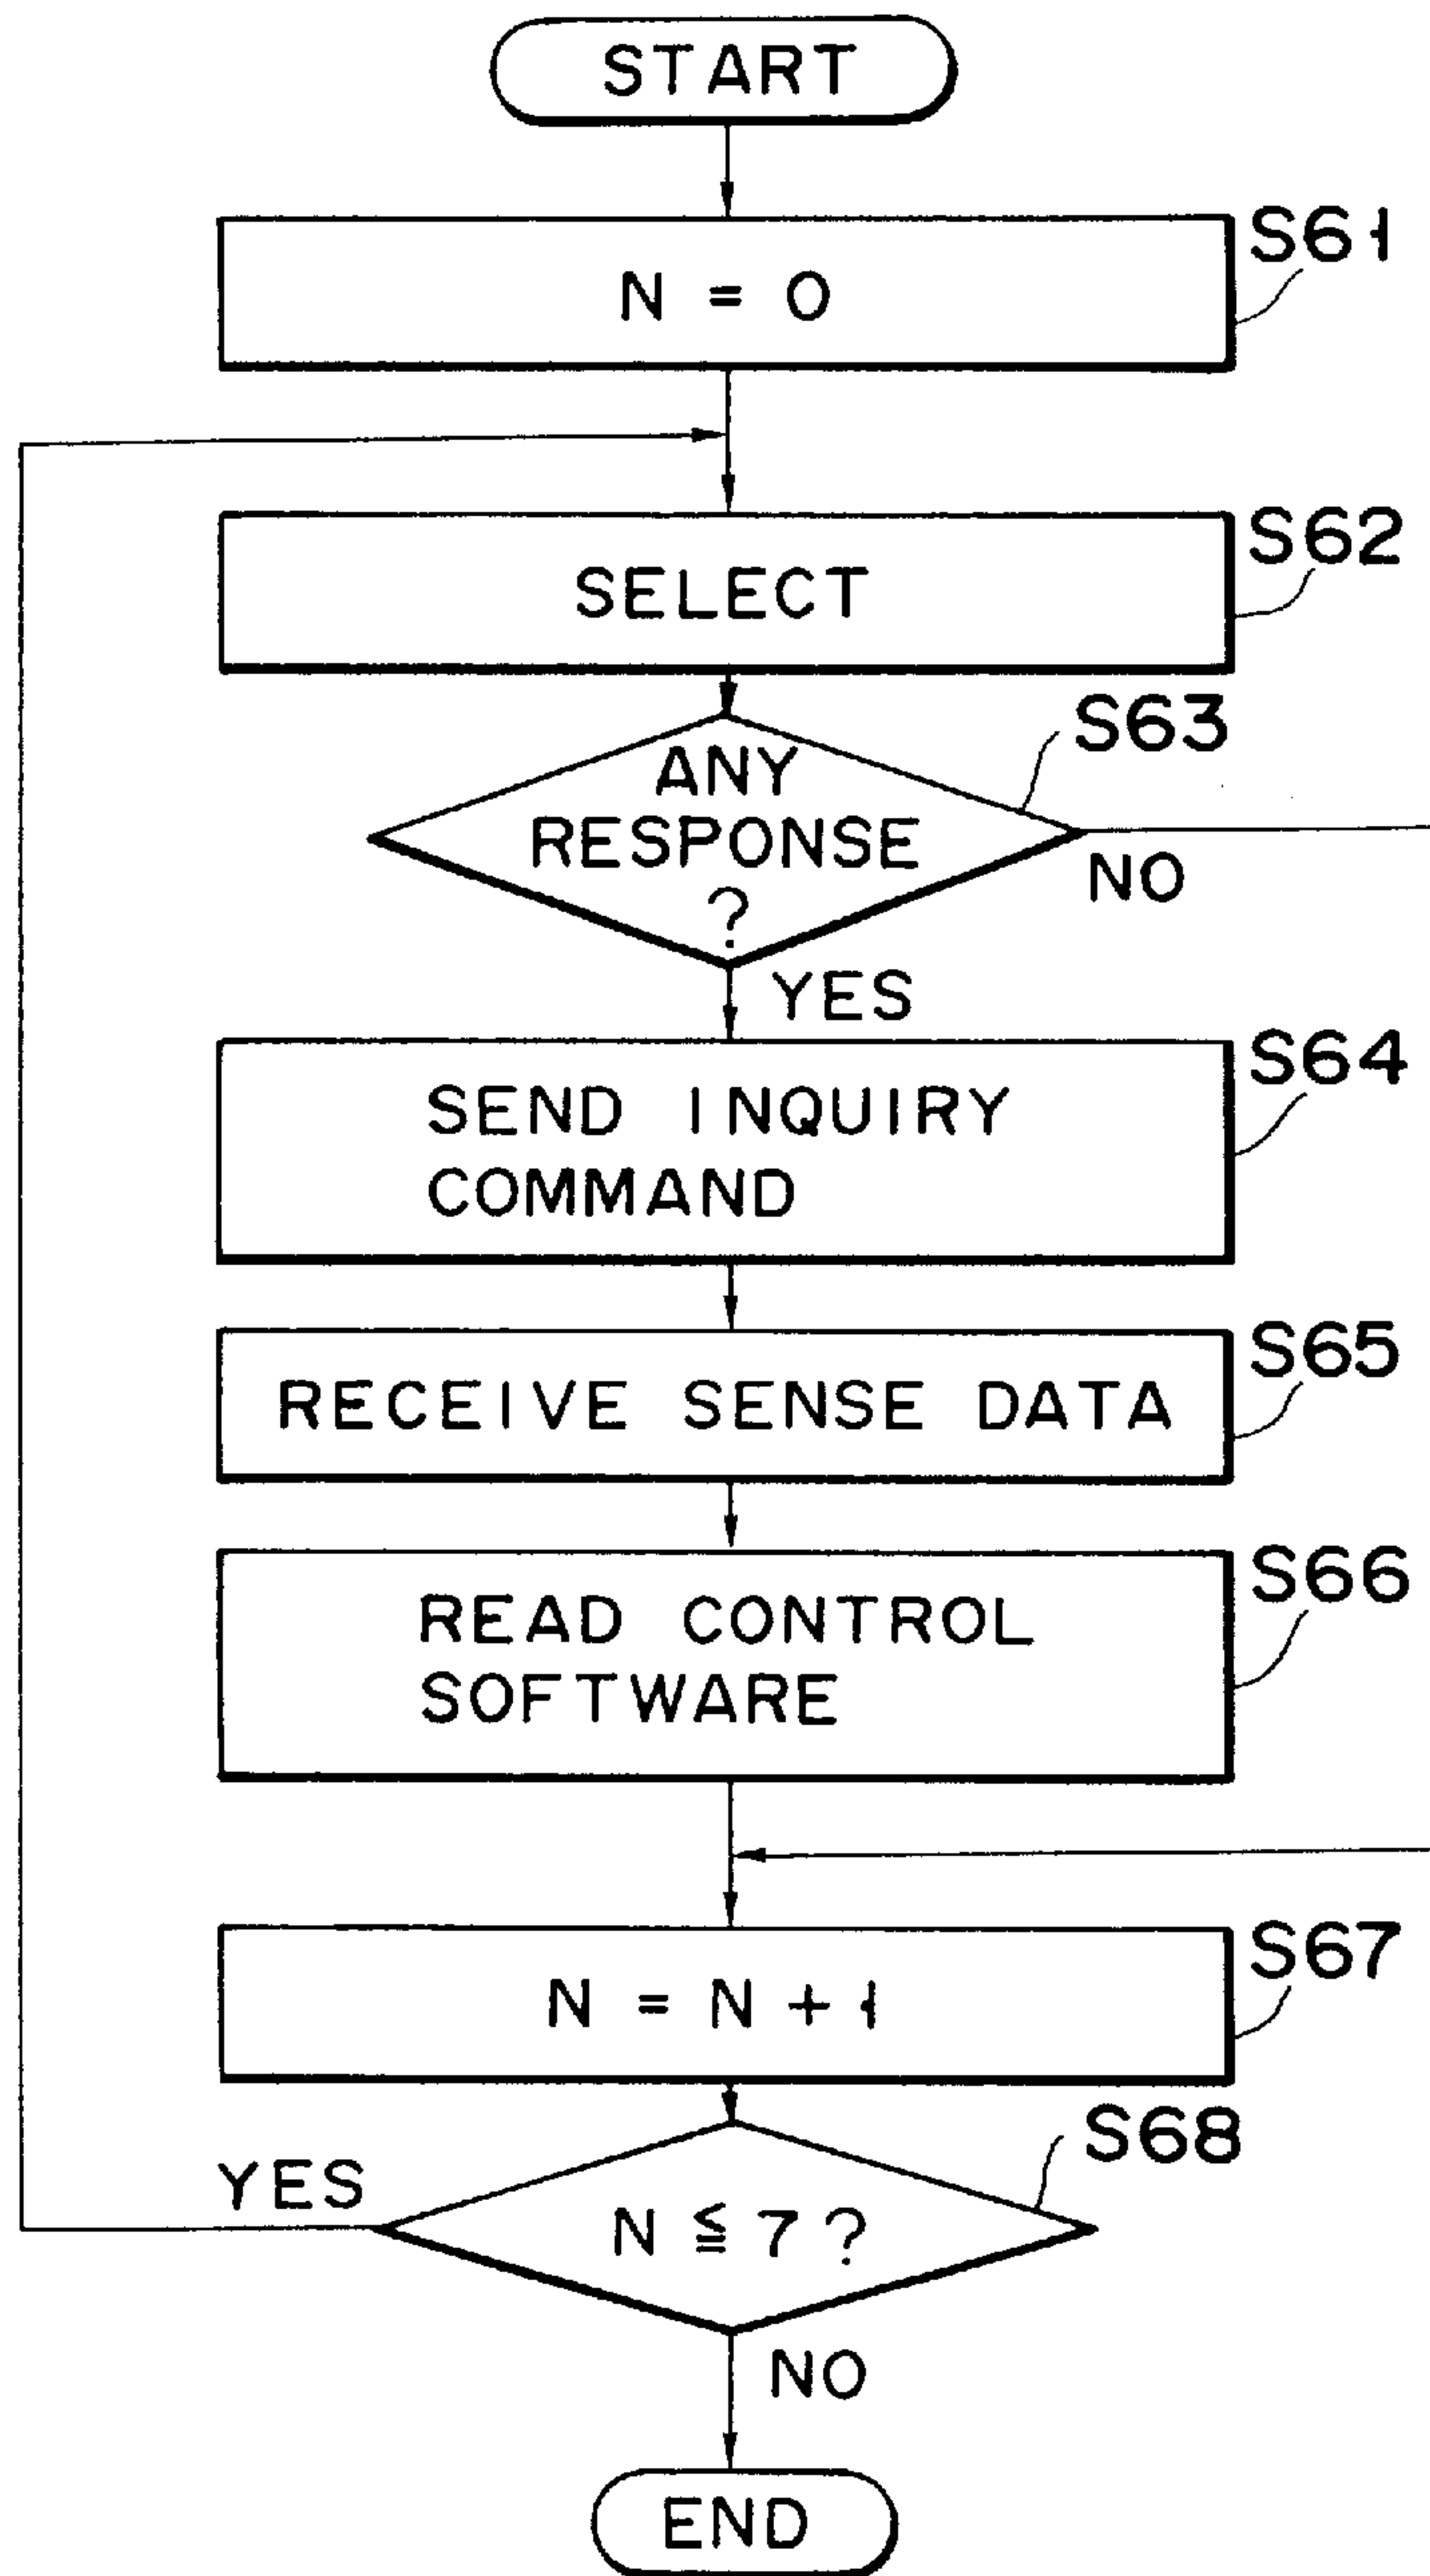 START
S61
N = 0
S62
SELECT
S63
ANY
RESPONSE
?
NO
YES
S64
SEND INQUIRY
COMMAND
S65
RECEIVE SENSE DATA
S66
READ CONTROL
SOFTWARE
S67
N = N + 1
S68
YES
N ≦ 7 ?
NO
END